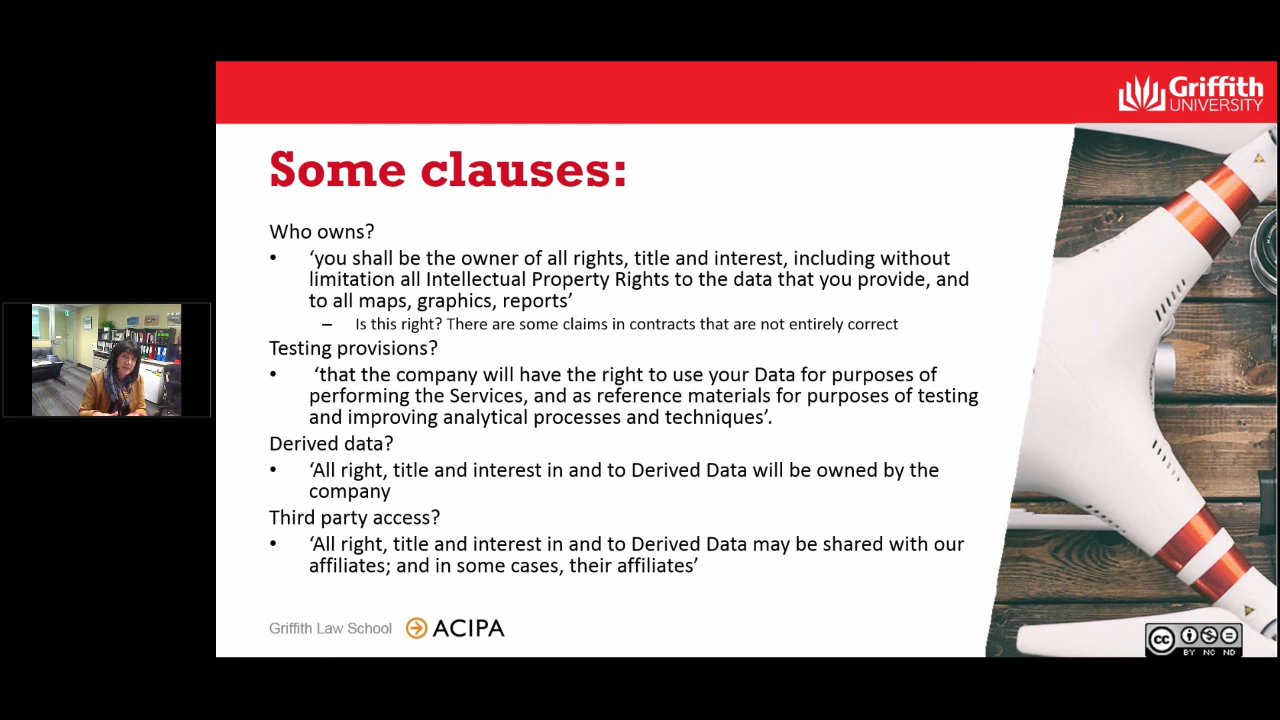 Griffith
UNIVERSITY
Some clauses:
Who owns?
• ‘you shall be the owner of all rights, title and interest, including without
limitation all Intellectual Property Rights to the data that you provide, and
to all maps, graphics, reports’
– Is this right? There are some claims in contracts that are not entirely correct
Testing provisions?
• ‘that the company will have the right to use your Data for purposes of
performing the Services, and as reference materials for purposes of testing
and improving analytical processes and techniques’.
Derived data?
• ‘All right, title and interest in and to Derived Data will be owned by the
company
Third party access?
• ‘All right, title and interest in and to Derived Data may be shared with our
affiliates; and in some cases, their affiliates’
Griffith Law School ACIPA
cc
BY NC ND